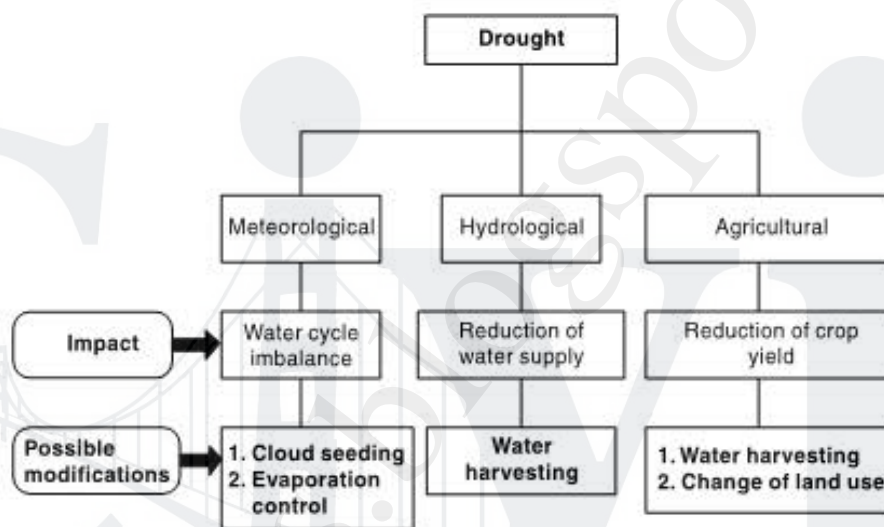 Drought
Meteorological
Hydrological
Agricultural
Impact
Water cycle
imbalance
Reduction of
water supply
Reduction of crop
yield
Possible
modifications
1. Cloud seeding
2. Evaporation
control
Water
harvesting
1. Water harvesting
2. Change of land use